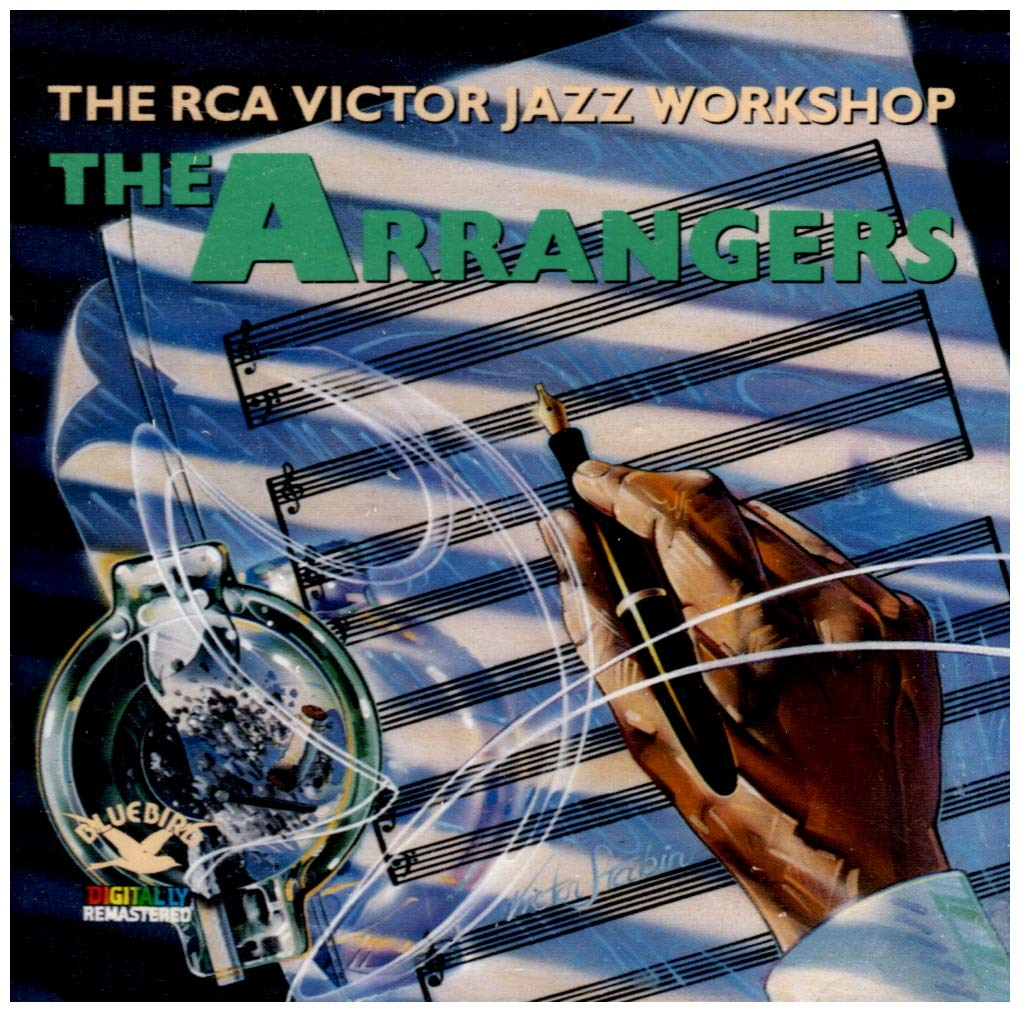 THE RCA VICTOR JAZZ WORKSHOP
THE ARRANGERS
BLUEBIRD
DIGITALLY
REMASTERED